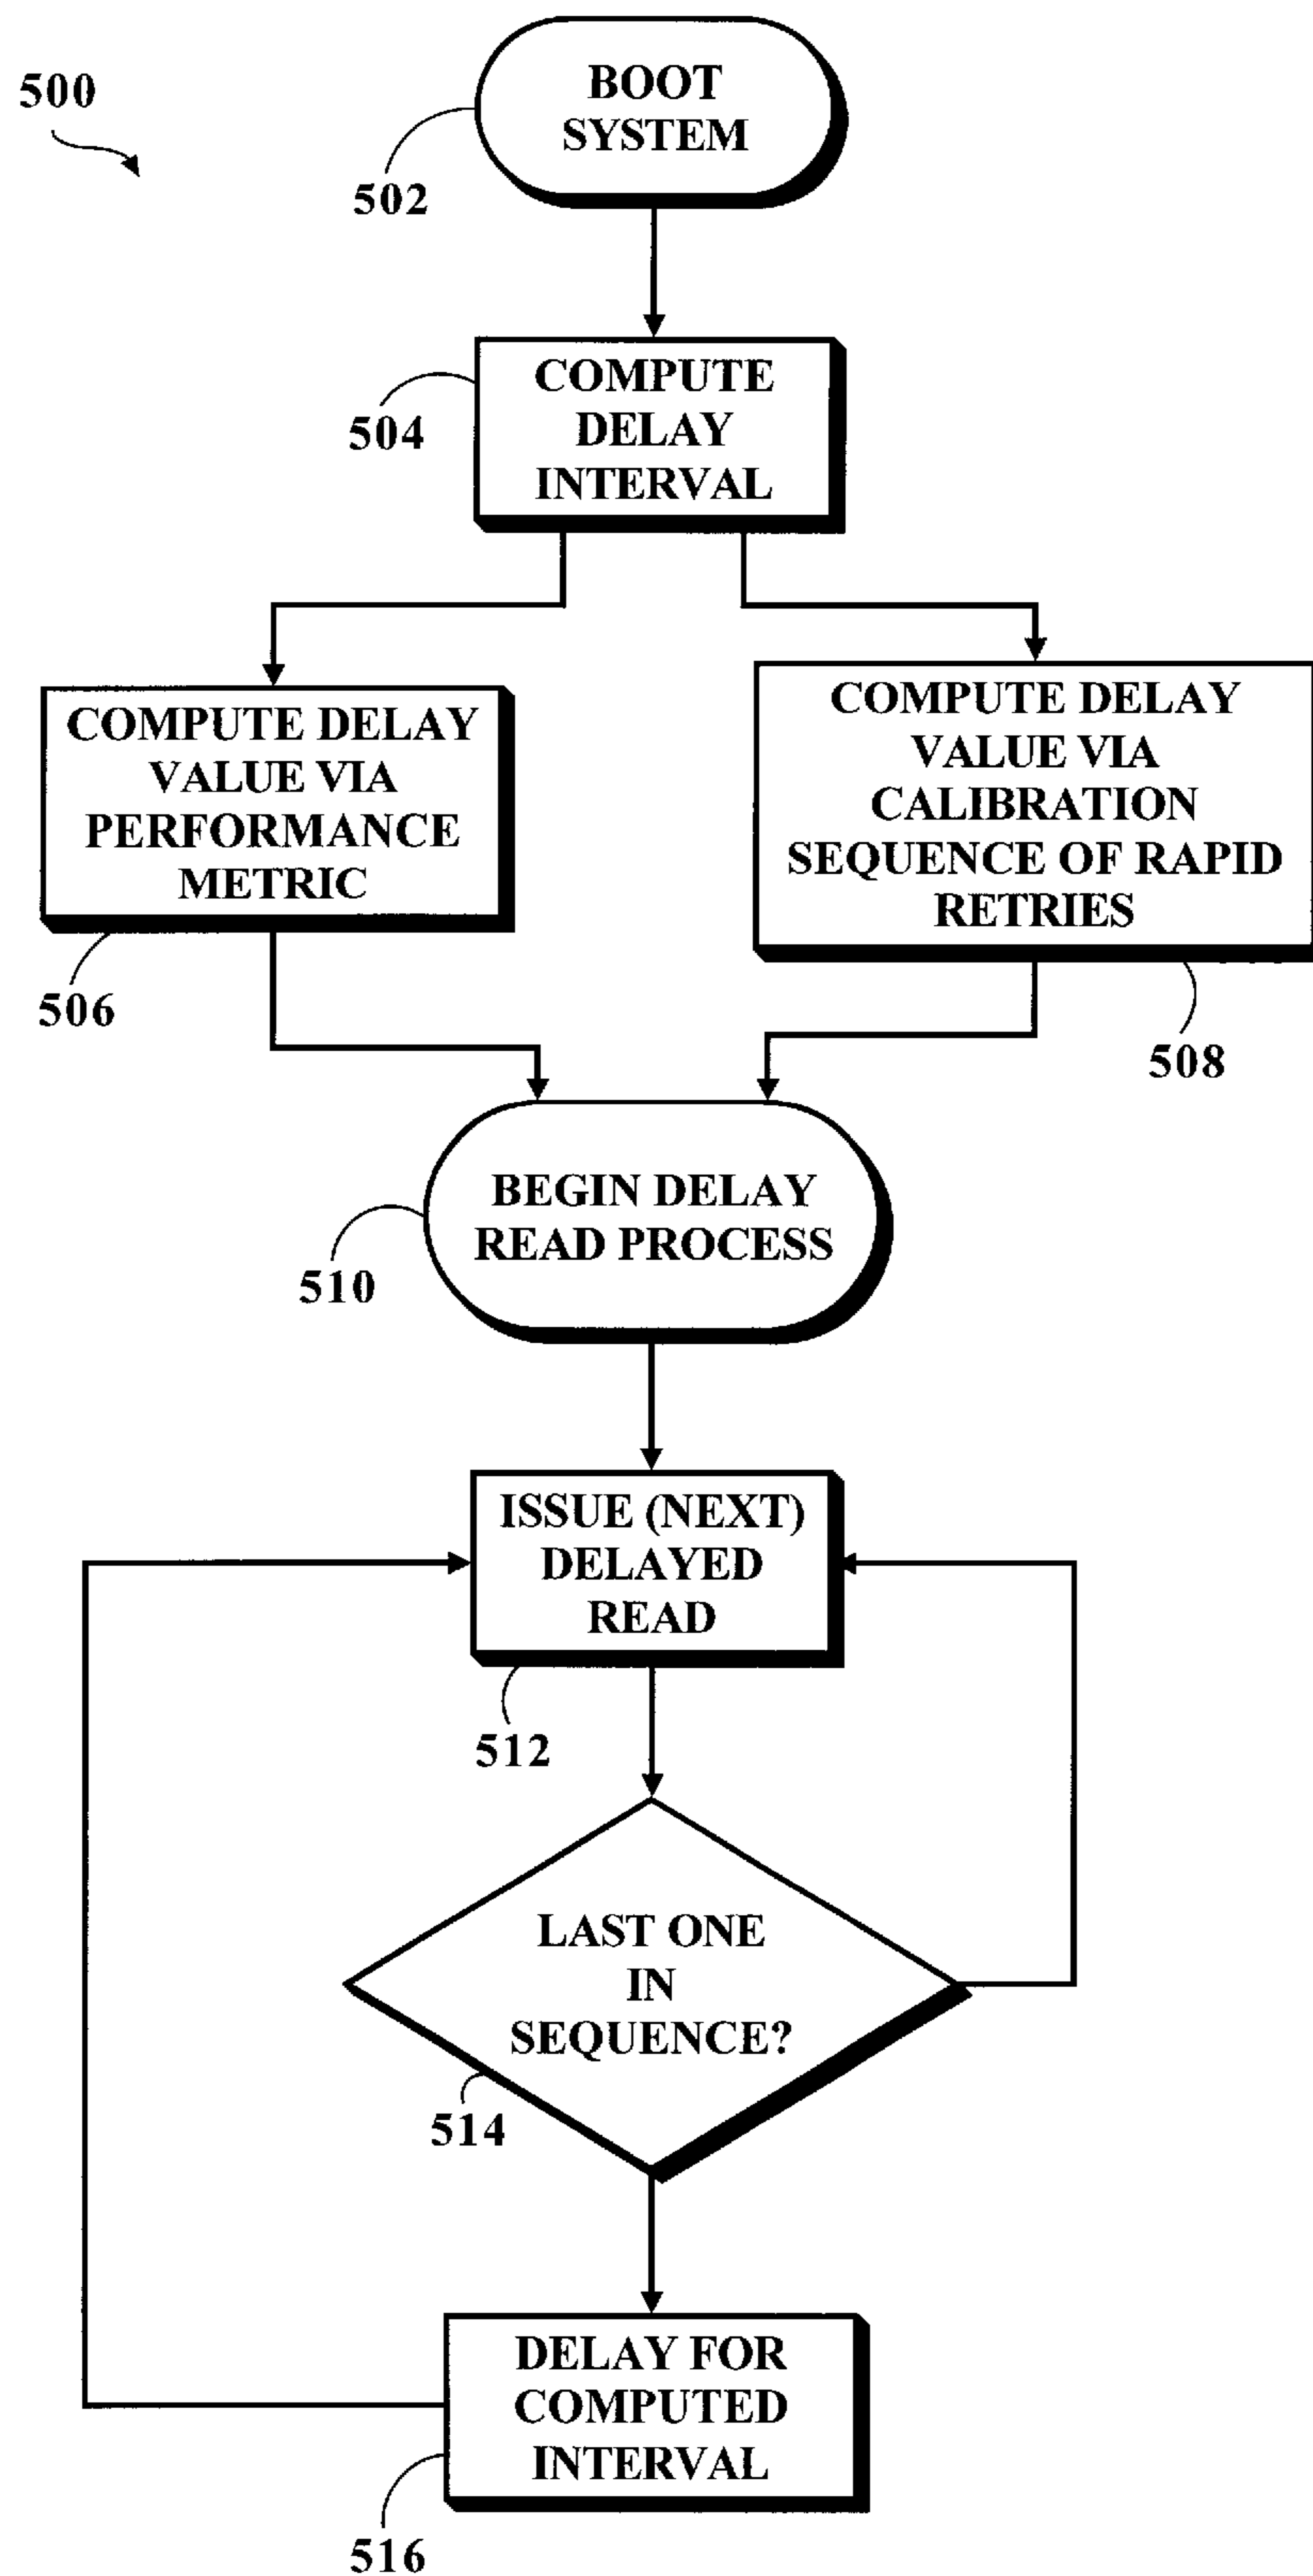 500
BOOT
SYSTEM
502
COMPUTE
DELAY
INTERVAL
504
COMPUTE DELAY
VALUE VIA
PERFORMANCE
METRIC
506
COMPUTE DELAY
VALUE VIA
CALIBRATION
SEQUENCE OF RAPID
RETRIES
508
BEGIN DELAY
READ PROCESS
510
ISSUE (NEXT)
DELAYED
READ
512
LAST ONE
IN
SEQUENCE?
514
DELAY FOR
COMPUTED
INTERVAL
516